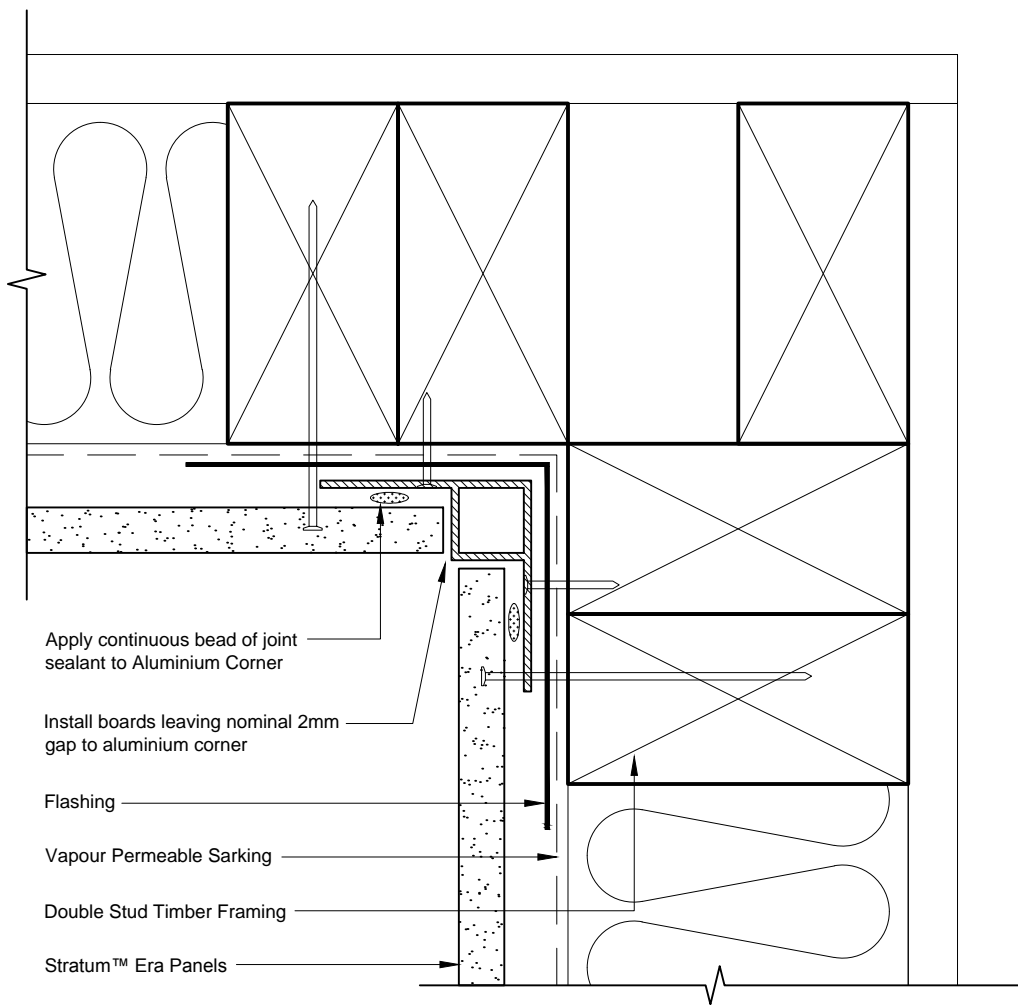 Apply continuous bead of joint
sealant to Aluminium Corner
Install boards leaving nominal 2mm
gap to aluminium corner
Flashing
Vapour Permeable Sarking
Double Stud Timber Framing
Stratum™ Era Panels